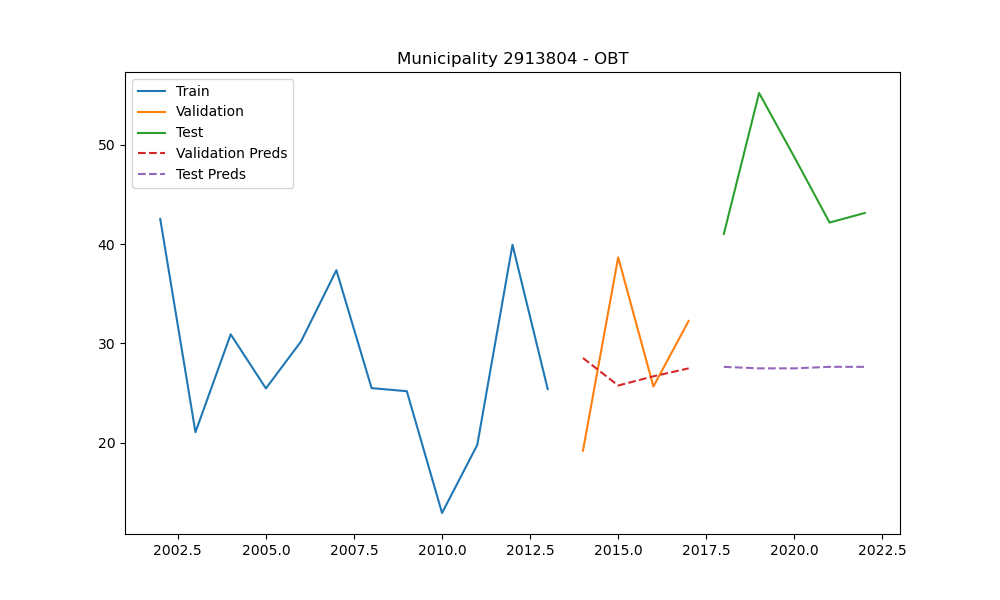 Municipality 2913804 - OBT
Train
Validation
Test
Validation Preds
Test Preds
50
40
30
20
2002.5 2005.0 2007.5 2010.0 2012.5 2015.0 2017.5 2020.0 2022.5